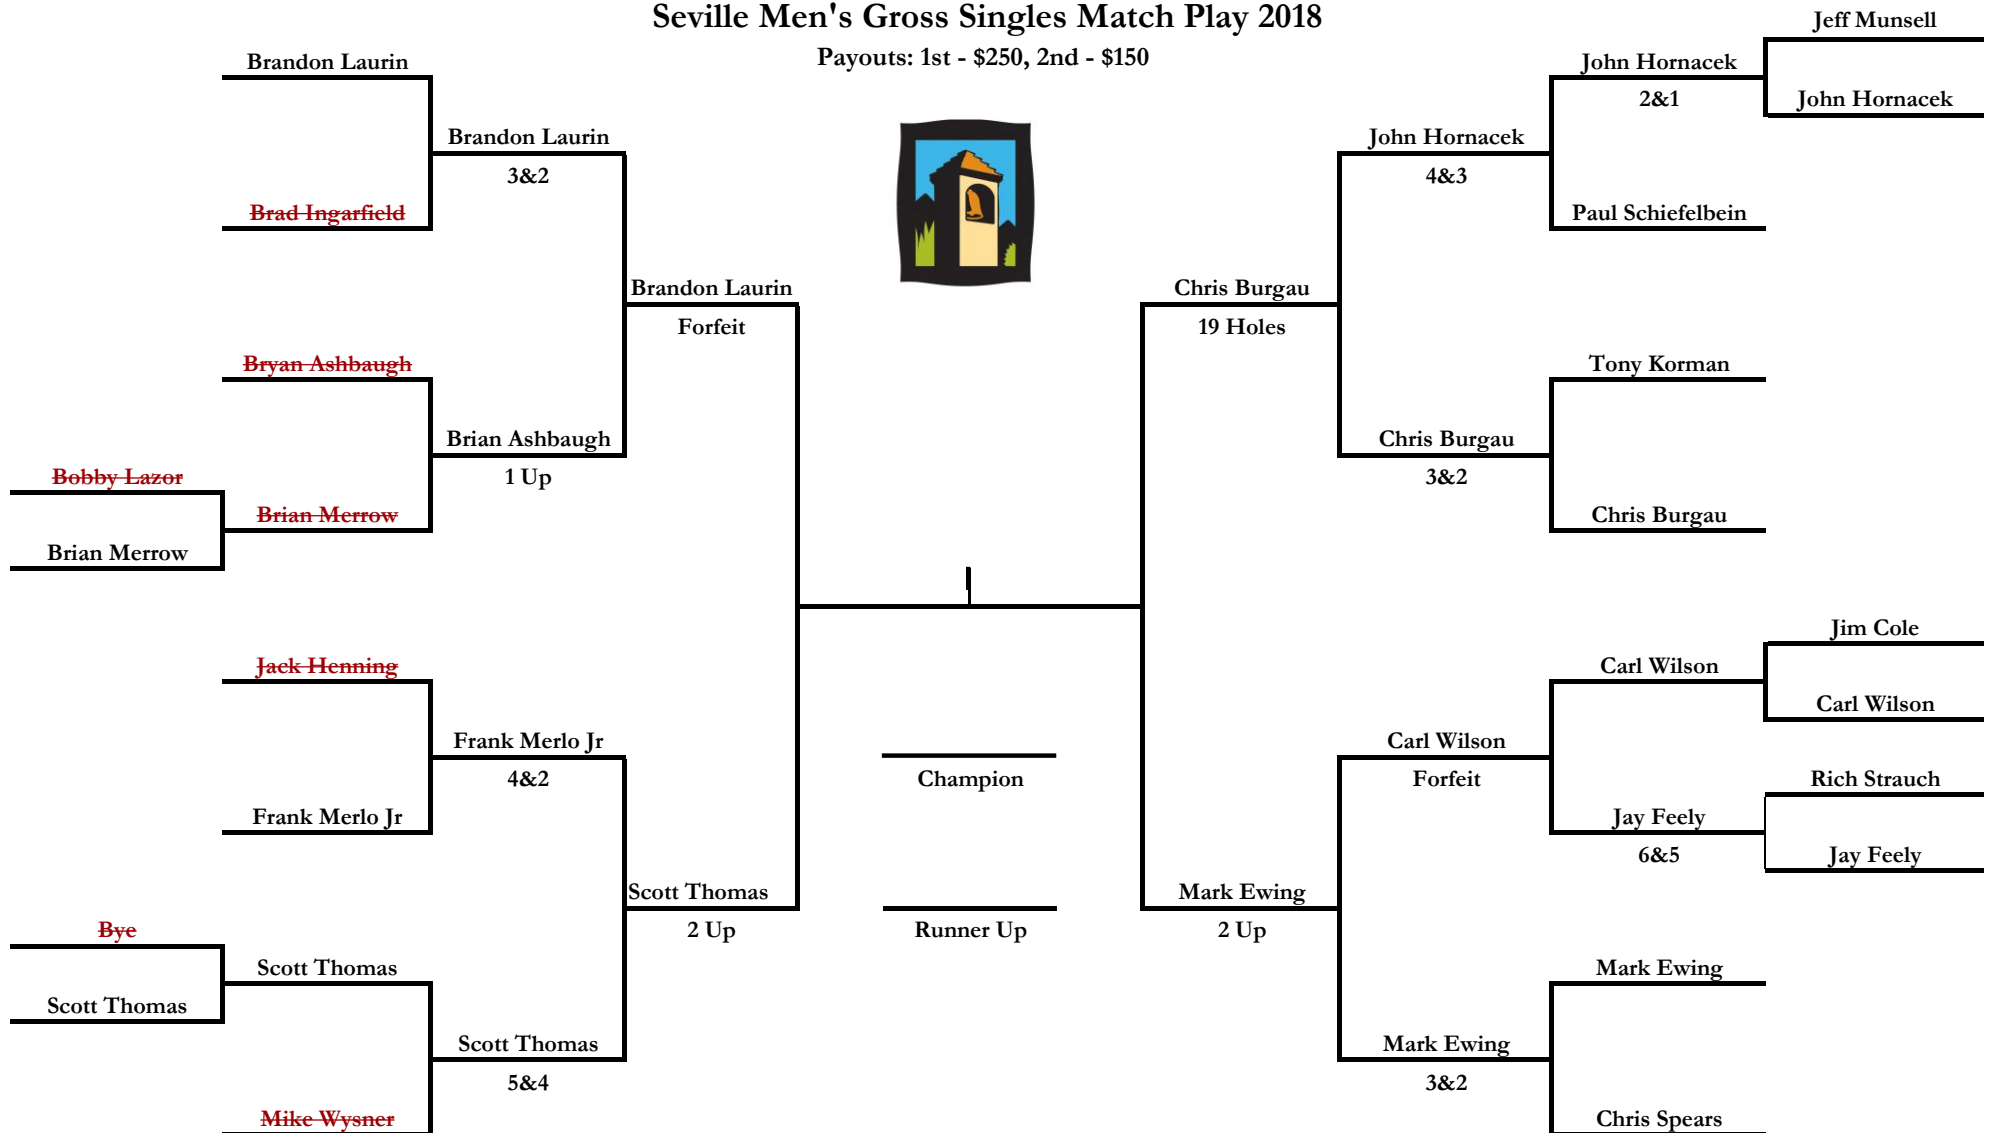 Seville Men's Gross Singles Match Play 2018
Payouts: 1st - $250, 2nd - $150
Brandon Laurin
Brad Ingarfield
Bryan Ashbaugh
Bobby Lazor
Brian Merrow
Brian Merrow
Jack Henning
Frank Merlo Jr
Bye
Scott Thomas
Scott Thomas
Mike Wysner
Brandon Laurin
3&2
Brian Ashbaugh
1 Up
Frank Merlo Jr
4&2
Scott Thomas
5&4
Brandon Laurin
Forfeit
Scott Thomas
2 Up
Champion
Runner Up
Chris Burgau
19 Holes
Mark Ewing
2 Up
John Hornacek
4&3
Chris Burgau
3&2
Carl Wilson
Forfeit
Mark Ewing
3&2
John Hornacek
2&1
Paul Schiefelbein
Tony Korman
Chris Burgau
Carl Wilson
Jay Feely
6&5
Mark Ewing
Chris Spears
Jeff Munsell
John Hornacek
Jim Cole
Carl Wilson
Rich Strauch
Jay Feely